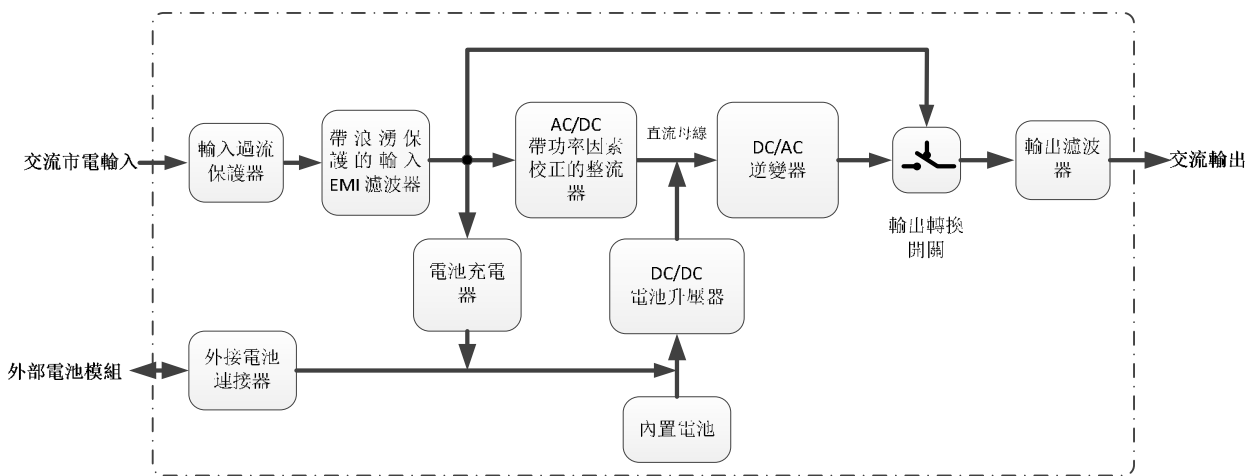 交流市電輸入
輸入過流
保護器
帶浪湧保
護的輸入
EMI 濾波器
AC/DC
帶功率因素
校正的整流
器
直流母線
DC/AC
逆變器
輸出轉換
開關
輸出濾波
器
交流輸出
電池充電
器
DC/DC
電池升壓器
外部電池模組
外接電池
連接器
內置電池